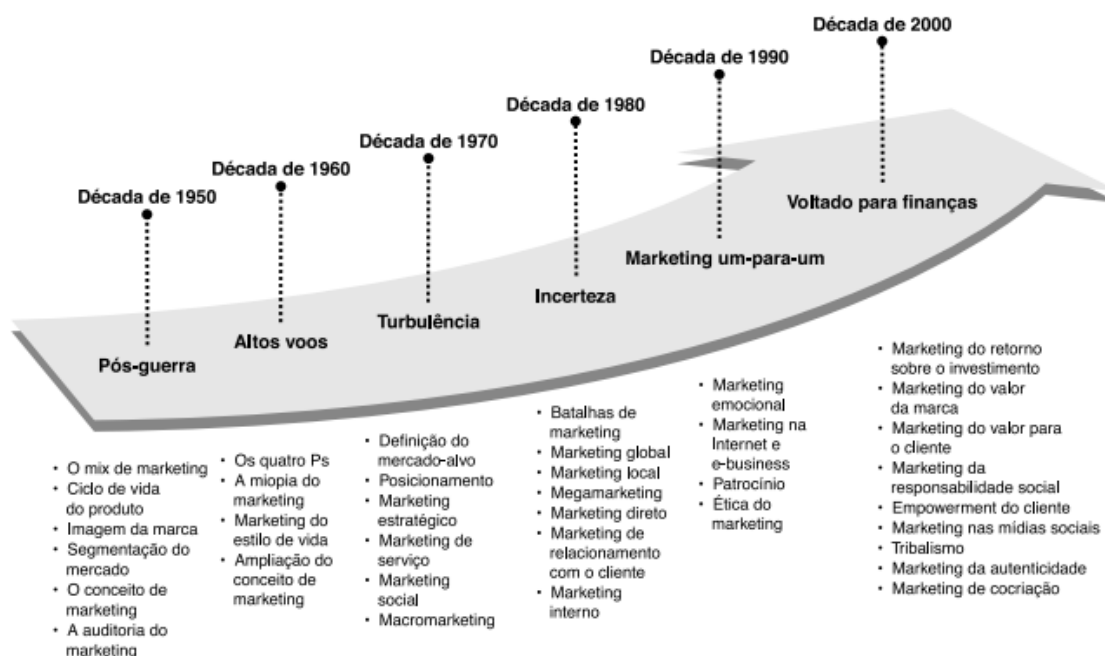 Década de 1950
Pós-guerra
• O mix de marketing
• Ciclo de vida
do produto
• Imagem da marca
• Segmentação do
mercado
• O conceito de
marketing
• A auditoria do
marketing
Década de 1960
Altos voos
• Os quatro Ps
• A miopia do
marketing
• Marketing do
estilo de vida
• Ampliação do
conceito de
marketing
Década de 1970
Turbulência
• Definição do
mercado-alvo
• Posicionamento
• Marketing
estratégico
• Marketing de
serviço
• Marketing
social
• Macromarketing
Década de 1980
Incerteza
• Batalhas de
marketing
• Marketing global
• Marketing local
• Megamarketing
• Marketing direto
• Marketing de
relacionamento
com o cliente
• Marketing
interno
Década de 1990
Marketing um-para-um
• Marketing
emocional
• Marketing na
Internet e
e-business
• Patrocínio
• Ética do
marketing
Década de 2000
Voltado para finanças
• Marketing do retorno
sobre o investimento
• Marketing do valor
da marca
• Marketing do valor para
o cliente
• Marketing da
responsabilidade social
• Empowerment do cliente
• Marketing nas mídias sociais
• Tribalismo
• Marketing da autenticidade
• Marketing de cocriação